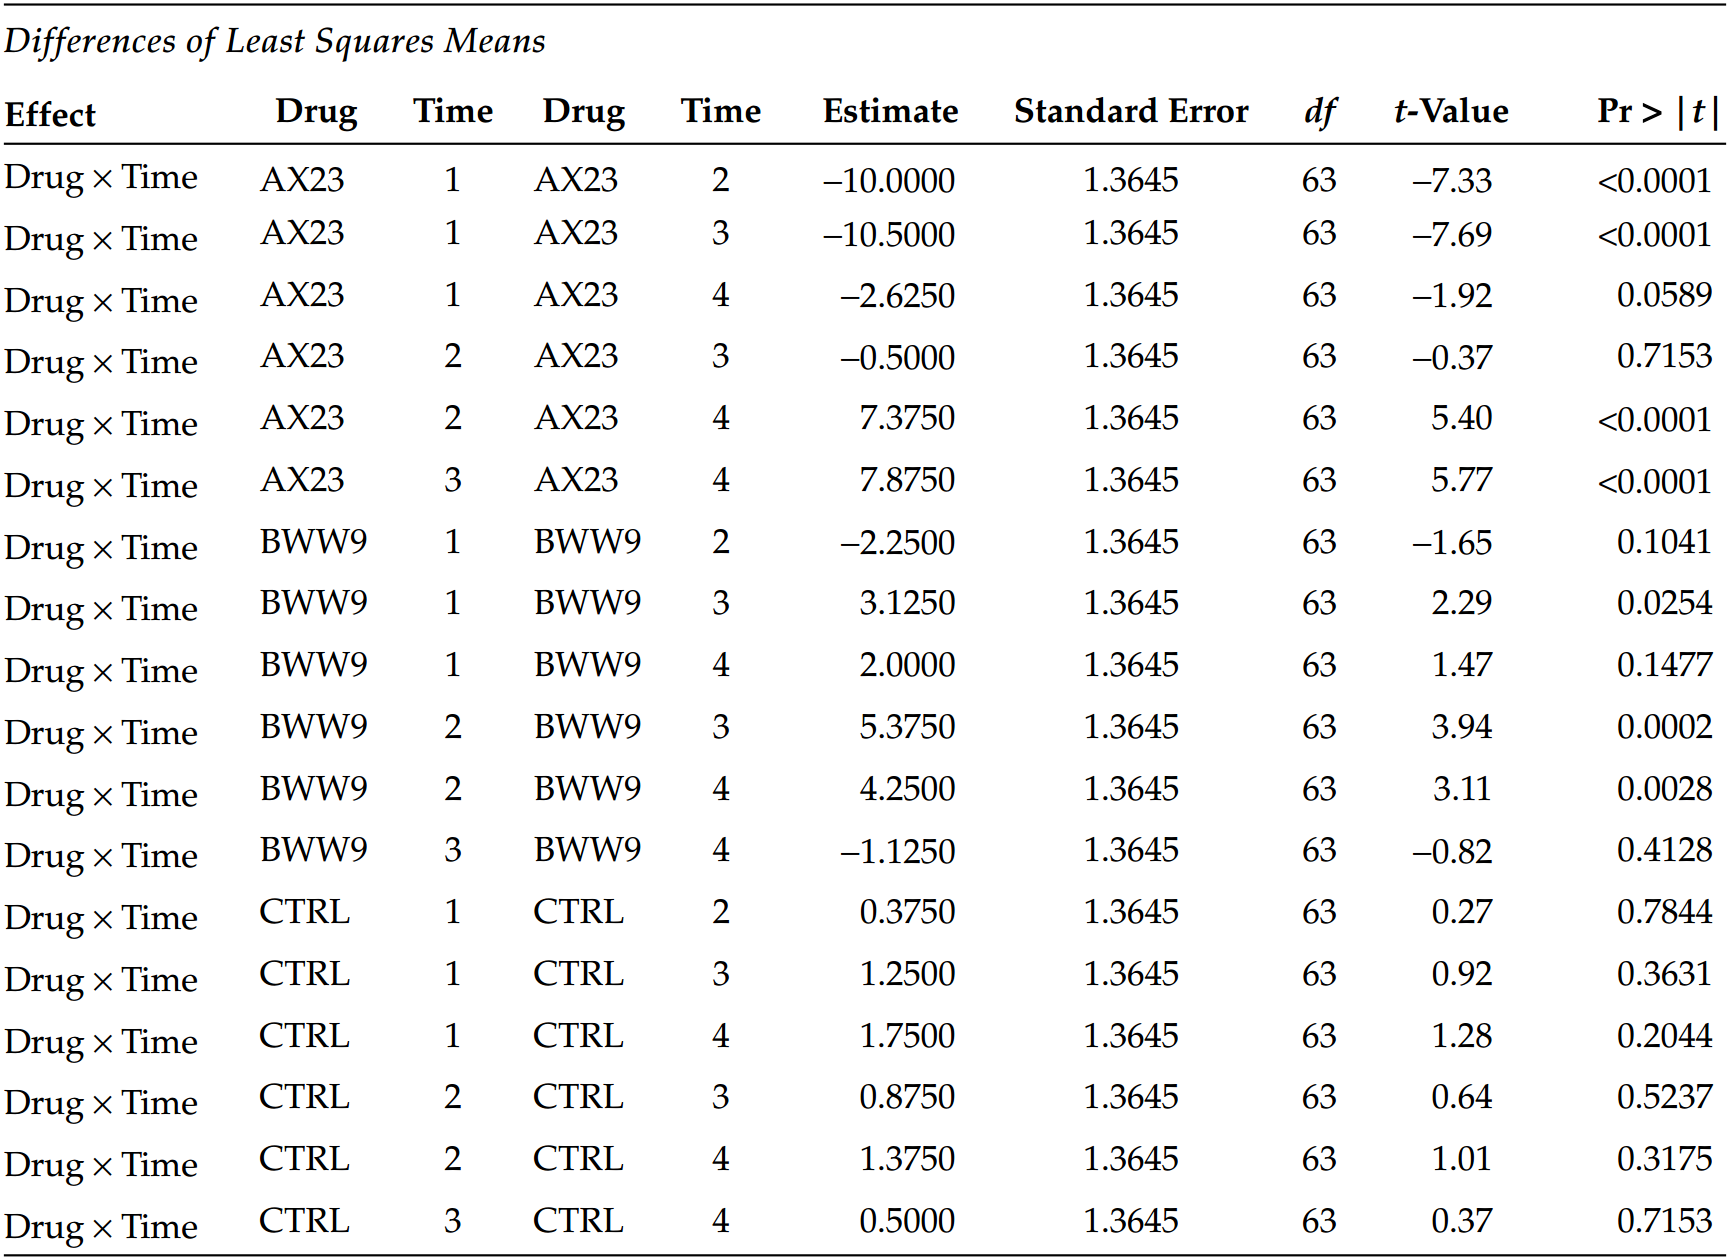 Differences of Least Squares Means
Effect Drug Time Drug Time Estimate Standard Error df t-Value Pr > |t|
Drug × Time AX23 1 AX23 2 –10.0000 1.3645 63 –7.33 <0.0001
Drug × Time AX23 1 AX23 3 –10.5000 1.3645 63 –7.69 <0.0001
Drug × Time AX23 1 AX23 4 –2.6250 1.3645 63 –1.92 0.0589
Drug × Time AX23 2 AX23 3 –0.5000 1.3645 63 –0.37 0.7153
Drug × Time AX23 2 AX23 4 7.3750 1.3645 63 5.40 <0.0001
Drug × Time AX23 3 AX23 4 7.8750 1.3645 63 5.77 <0.0001
Drug × Time BWW9 1 BWW9 2 –2.2500 1.3645 63 –1.65 0.1041
Drug × Time BWW9 1 BWW9 3 3.1250 1.3645 63 2.29 0.0254
Drug × Time BWW9 1 BWW9 4 2.0000 1.3645 63 1.47 0.1477
Drug × Time BWW9 2 BWW9 3 5.3750 1.3645 63 3.94 0.0002
Drug × Time BWW9 2 BWW9 4 4.2500 1.3645 63 3.11 0.0028
Drug × Time BWW9 3 BWW9 4 –1.1250 1.3645 63 –0.82 0.4128
Drug × Time CTRL 1 CTRL 2 0.3750 1.3645 63 0.27 0.7844
Drug × Time CTRL 1 CTRL 3 1.2500 1.3645 63 0.92 0.3631
Drug × Time CTRL 1 CTRL 4 1.7500 1.3645 63 1.28 0.2044
Drug × Time CTRL 2 CTRL 3 0.8750 1.3645 63 0.64 0.5237
Drug × Time CTRL 2 CTRL 4 1.3750 1.3645 63 1.01 0.3175
Drug × Time CTRL 3 CTRL 4 0.5000 1.3645 63 0.37 0.7153